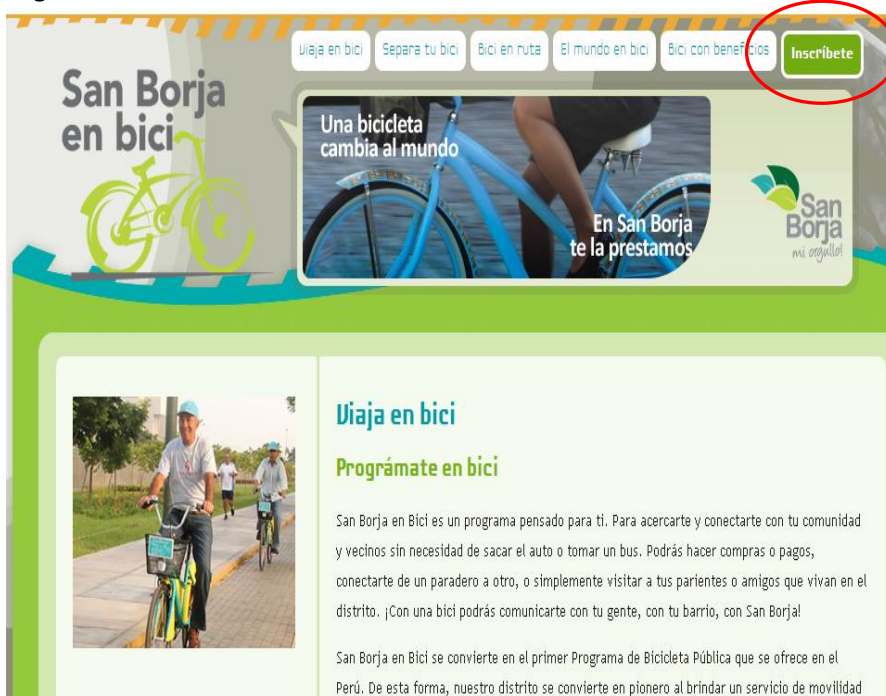 Viaja en bici
Separa tu bici
Bici en ruta
El mundo en bici
Bici con beneficios
Inscríbete
San Borja
en bici
Una bicicleta
cambia al mundo
En San Borja
te la prestamos
San
Borja
mi orgullo!
Viaja en bici
Prográmate en bici
San Borja en Bici es un programa pensado para ti. Para acercarte y conectarte con tu comunidad
y vecinos sin necesidad de sacar el auto o tomar un bus. Podrás hacer compras o pagos,
conectarte de un paradero a otro, o simplemente visitar a tus parientes o amigos que vivan en el
distrito. ¡Con una bici podrás comunicarte con tu gente, con tu barrio, con San Borja!
San Borja en Bici se convierte en el primer Programa de Bicicleta Pública que se ofrece en el
Perú. De esta forma, nuestro distrito se convierte en pionero al brindar un servicio de movilidad